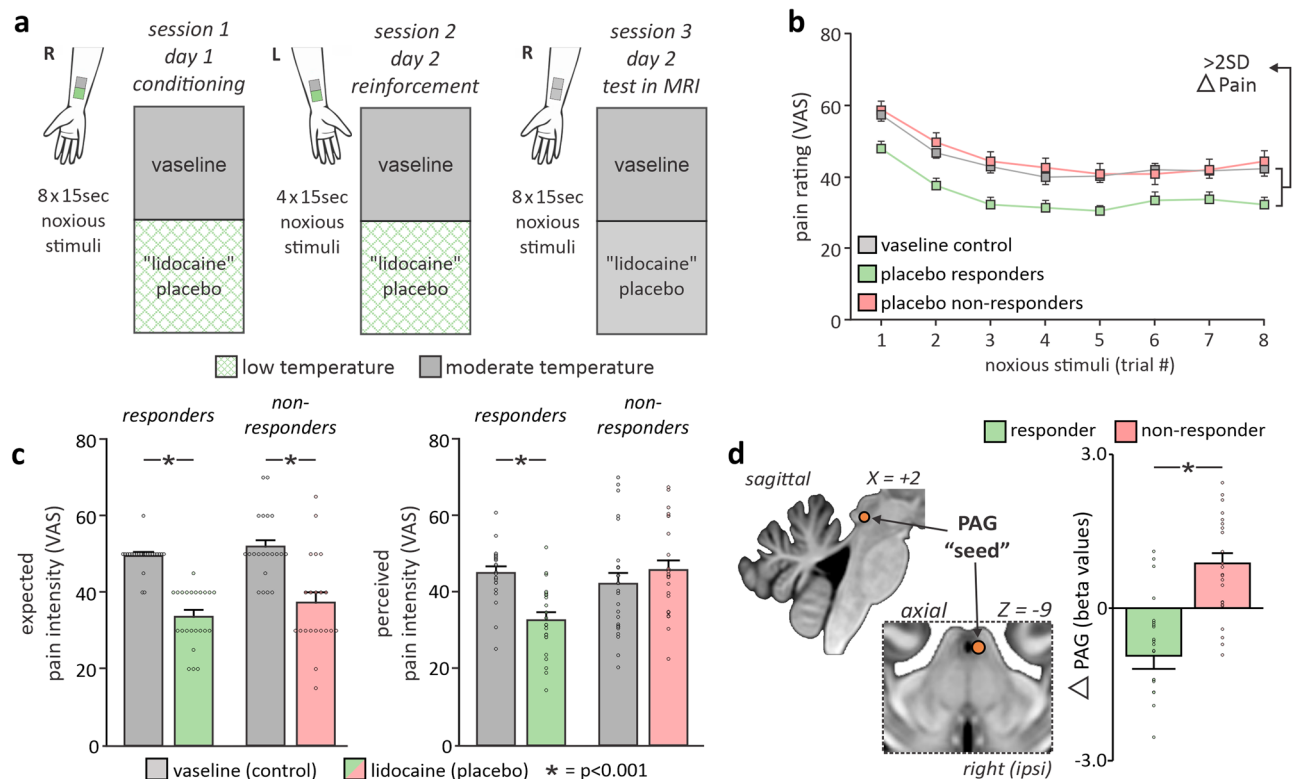 a
session 1
day 1
conditioning
R
8 x 15sec
noxious
stimuli
vaseline
"lidocaine"
placebo
session 2
day 2
reinforcement
L
4 x 15sec
noxious
stimuli
vaseline
"lidocaine"
placebo
session 3
day 2
test in MRI
R
8 x 15sec
noxious
stimuli
vaseline
"lidocaine"
placebo
low temperature
moderate temperature
b
80
60
40
20
0
pain rating (VAS)
>2SD
△ Pain
vaseline control
placebo responders
placebo non-responders
1 2 3 4 5 6 7 8
noxious stimuli (trial #)
c
responders
non-
responders
80
60
40
20
0
expected
pain intensity (VAS)
*
*
responders
non-
responders
80
60
40
20
0
perceived
pain intensity (VAS)
*
vaseline (control)
lidocaine (placebo)
* = p<0.001
d
responder
non-responder
sagittal
X = +2
PAG
“seed”
axial
Z = -9
right (ipsi)
3.0
0
-3.0
△ PAG (beta values)
*